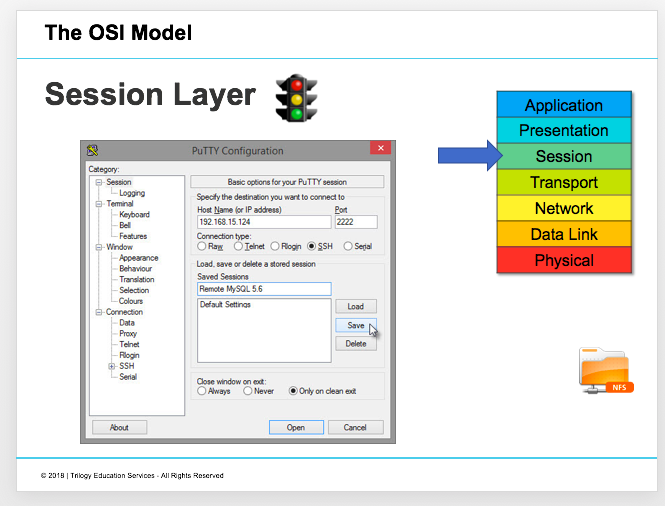 The OSI Model
Session Layer
PuTTY Configuration
Category:
Session
Logging
Terminal
Keyboard
Bell
Features
Window
Appearance
Behaviour
Translation
Selection
Colours
Connection
Data
Proxy
Telnet
Rlogin
SSH
Serial
Basic options for your PuTTY session
Specify the destination you want to connect to
Host Name (or IP address) Port
192.168.15.124 2222
Connection type:
Raw Telnet Rlogin SSH Serial
Load, save or delete a stored session
Saved Sessions
Remote MySQL 5.6
Default Settings
Load
Save
Delete
Close window on exit:
Always Never Only on clean exit
About Open Cancel
Application
Presentation
Session
Transport
Network
Data Link
Physical
NFS
© 2018 | Trilogy Education Services - All Rights Reserved